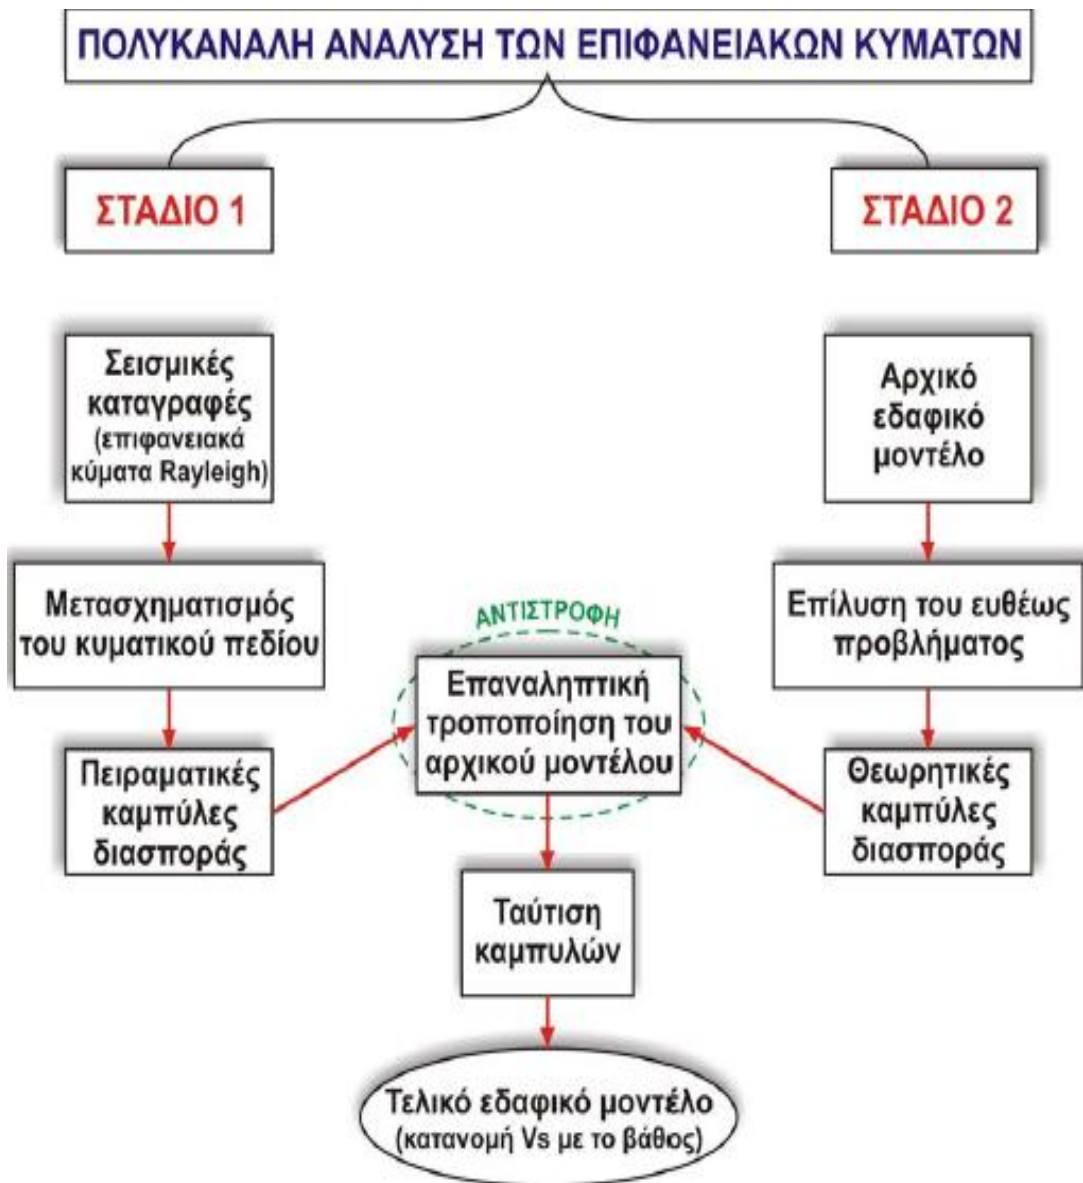 ΠΟΛΥΚΑΝΑΛΗ ΑΝΑΛΥΣΗ ΤΩΝ ΕΠΙΦΑΝΕΙΑΚΩΝ ΚΥΜΑΤΩΝ
ΣΤΑΔΙΟ 1
ΣΤΑΔΙΟ 2
Σεισμικές
καταγραφές
(επιφανειακά
κύματα Rayleigh)
Αρχικό
εδαφικό
μοντέλο
Μετασχηματισμός
του κυματικού πεδίου
Επίλυση του ευθέως
προβλήματος
ΑΝΤΙΣΤΡΟΦΗ
Επαναληπτική
τροποποίηση του
αρχικού μοντέλου
Πειραματικές
καμπύλες
διασποράς
Θεωρητικές
καμπύλες
διασποράς
Ταύτιση
καμπυλών
Τελικό εδαφικό μοντέλο
(κατανομή Vs με το βάθος)